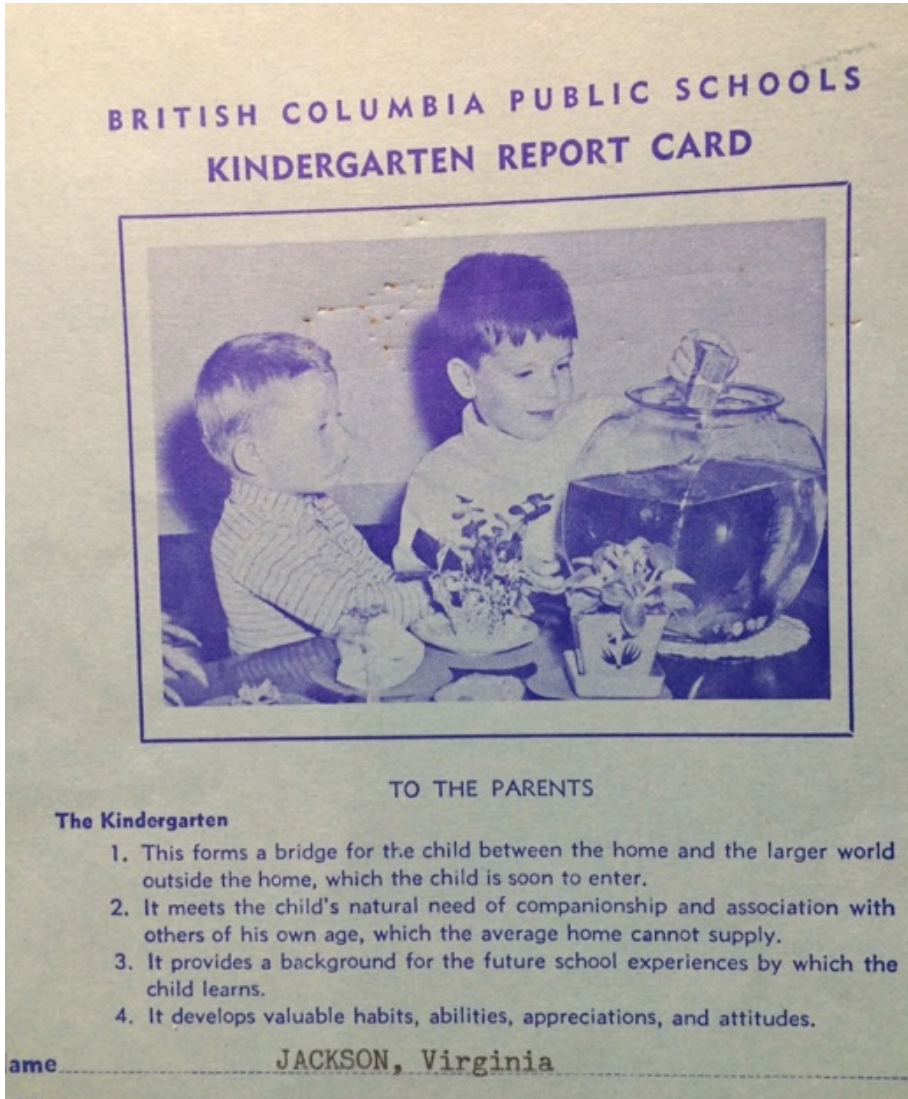 BRITISH COLUMBIA PUBLIC SCHOOLS
KINDERGARTEN REPORT CARD
TO THE PARENTS
The Kindergarten
1. This forms a bridge for the child between the home and the larger world
outside the home, which the child is soon to enter.
2. It meets the child's natural need of companionship and association with
others of his own age, which the average home cannot supply.
3. It provides a background for the future school experiences by which the
child learns.
4. It develops valuable habits, abilities, appreciations, and attitudes.
ame JACKSON, Virginia